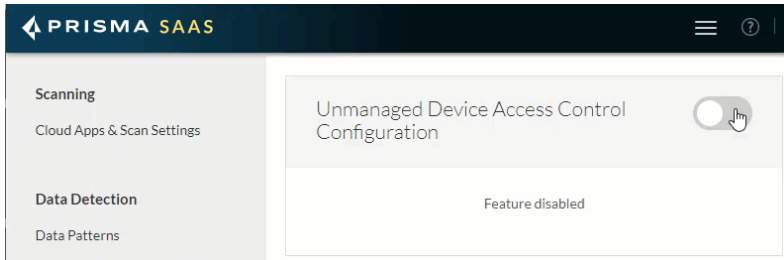 PRISMA SAAS
?
Scanning
Cloud Apps & Scan Settings
Data Detection
Data Patterns
Unmanaged Device Access Control
Configuration
Feature disabled